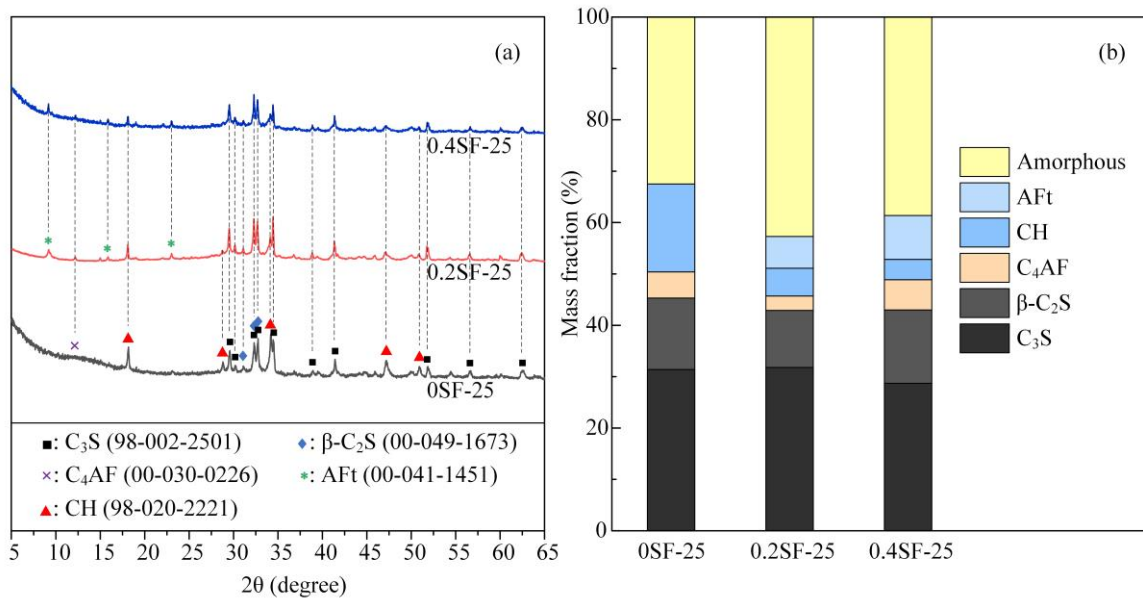 (a)
0.4SF-25
0.2SF-25
0SF-25
■: C₃S (98-002-2501)
♦: β-C₂S (00-049-1673)
×: C₄AF (00-030-0226)
*: AFt (00-041-1451)
▲: CH (98-020-2221)
5 10 15 20 25 30 35 40 45 50 55 60 65
2θ (degree)
(b)
Mass fraction (%)
100
80
60
40
20
0
Amorphous
AFt
CH
C₄AF
β-C₂S
C₃S
0SF-25 0.2SF-25 0.4SF-25